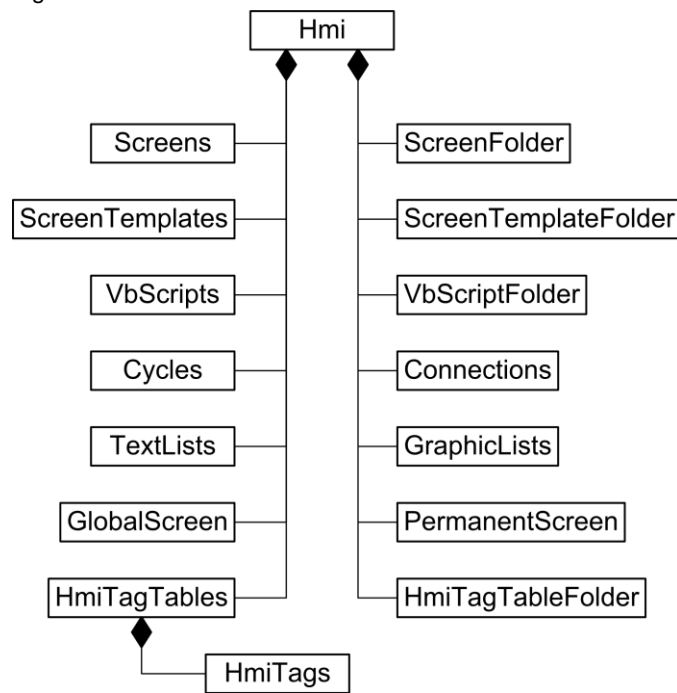 Hmi
Screens
ScreenFolder
ScreenTemplates
ScreenTemplateFolder
VbScripts
VbScriptFolder
Cycles
Connections
TextLists
GraphicLists
GlobalScreen
PermanentScreen
HmiTagTables
HmiTagTableFolder
HmiTags